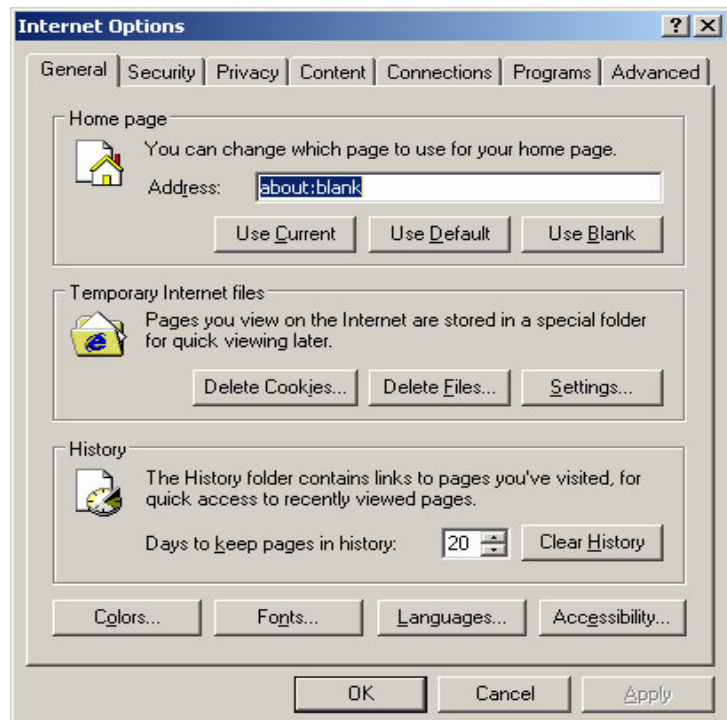 Internet Options
General Security Privacy Content Connections Programs Advanced
Home page
You can change which page to use for your home page.
Address: about:blank
Use Current Use Default Use Blank
Temporary Internet files
Pages you view on the Internet are stored in a special folder
for quick viewing later.
Delete Cookies... Delete Files... Settings...
History
The History folder contains links to pages you've visited, for
quick access to recently viewed pages.
Days to keep pages in history: 20 Clear History
Colors... Fonts... Languages... Accessibility...
OK Cancel Apply